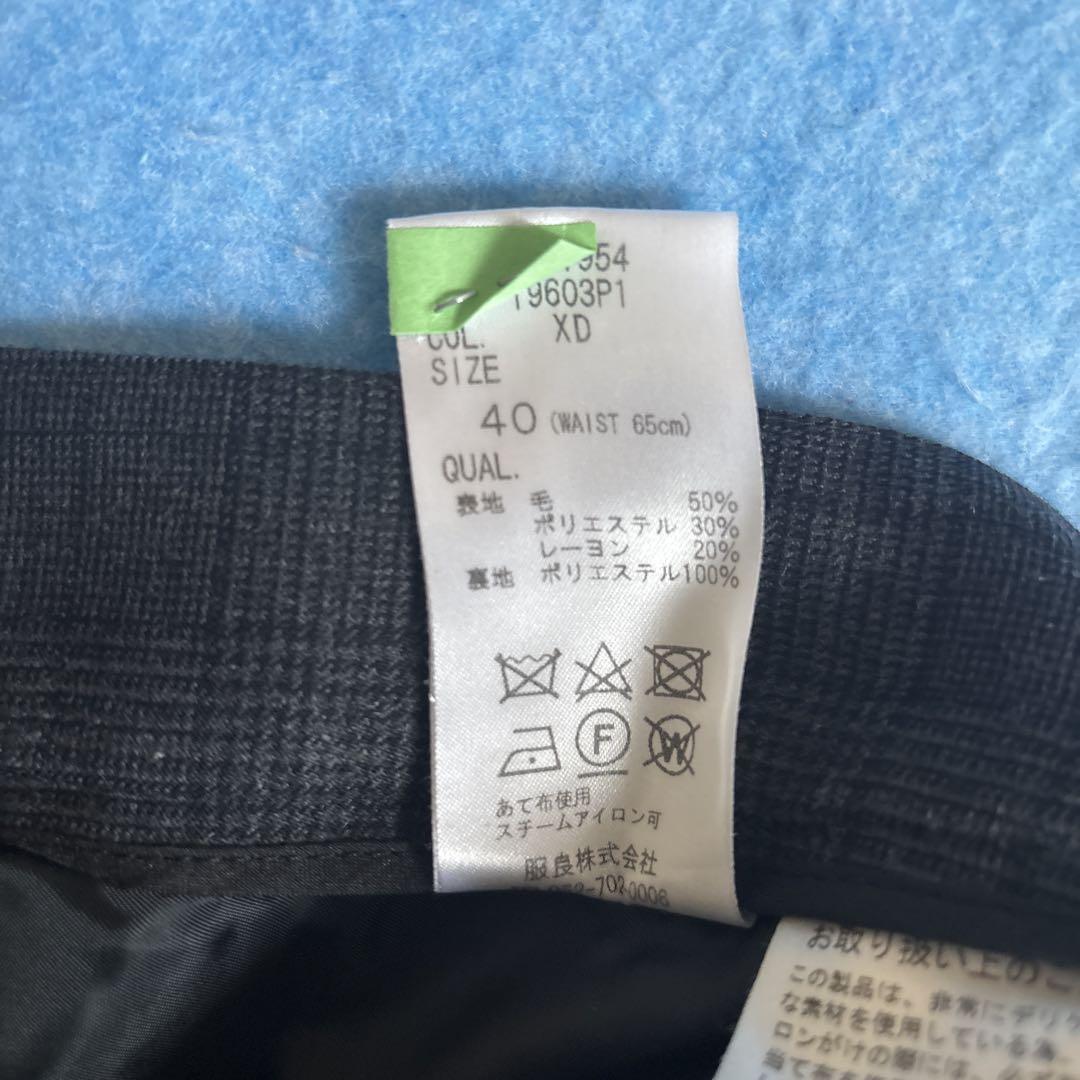 954
19603P1
COL. XD
SIZE
40 (WAIST 65cm)
QUAL.
表地 毛 50%
ポリエステル 30%
レーヨン 20%
裏地 ポリエステル100%
F
W
あて布使用
スチームアイロン可
服良株式会社
お取り扱い上のご
この製品は、非常にデリケ
な素材を使用している為、
ロンがけの際には、